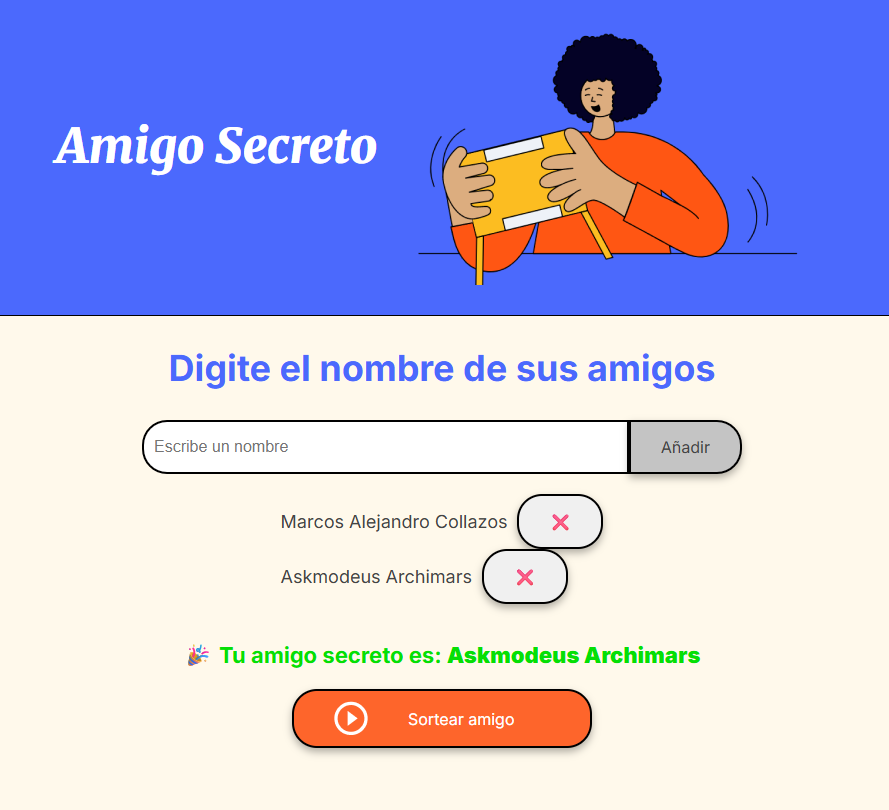 Amigo Secreto
Digite el nombre de sus amigos
Escribe un nombre
Añadir
Marcos Alejandro Collazos
Askmodeus Archimars
🎉 Tu amigo secreto es: Askmodeus Archimars
Sortear amigo